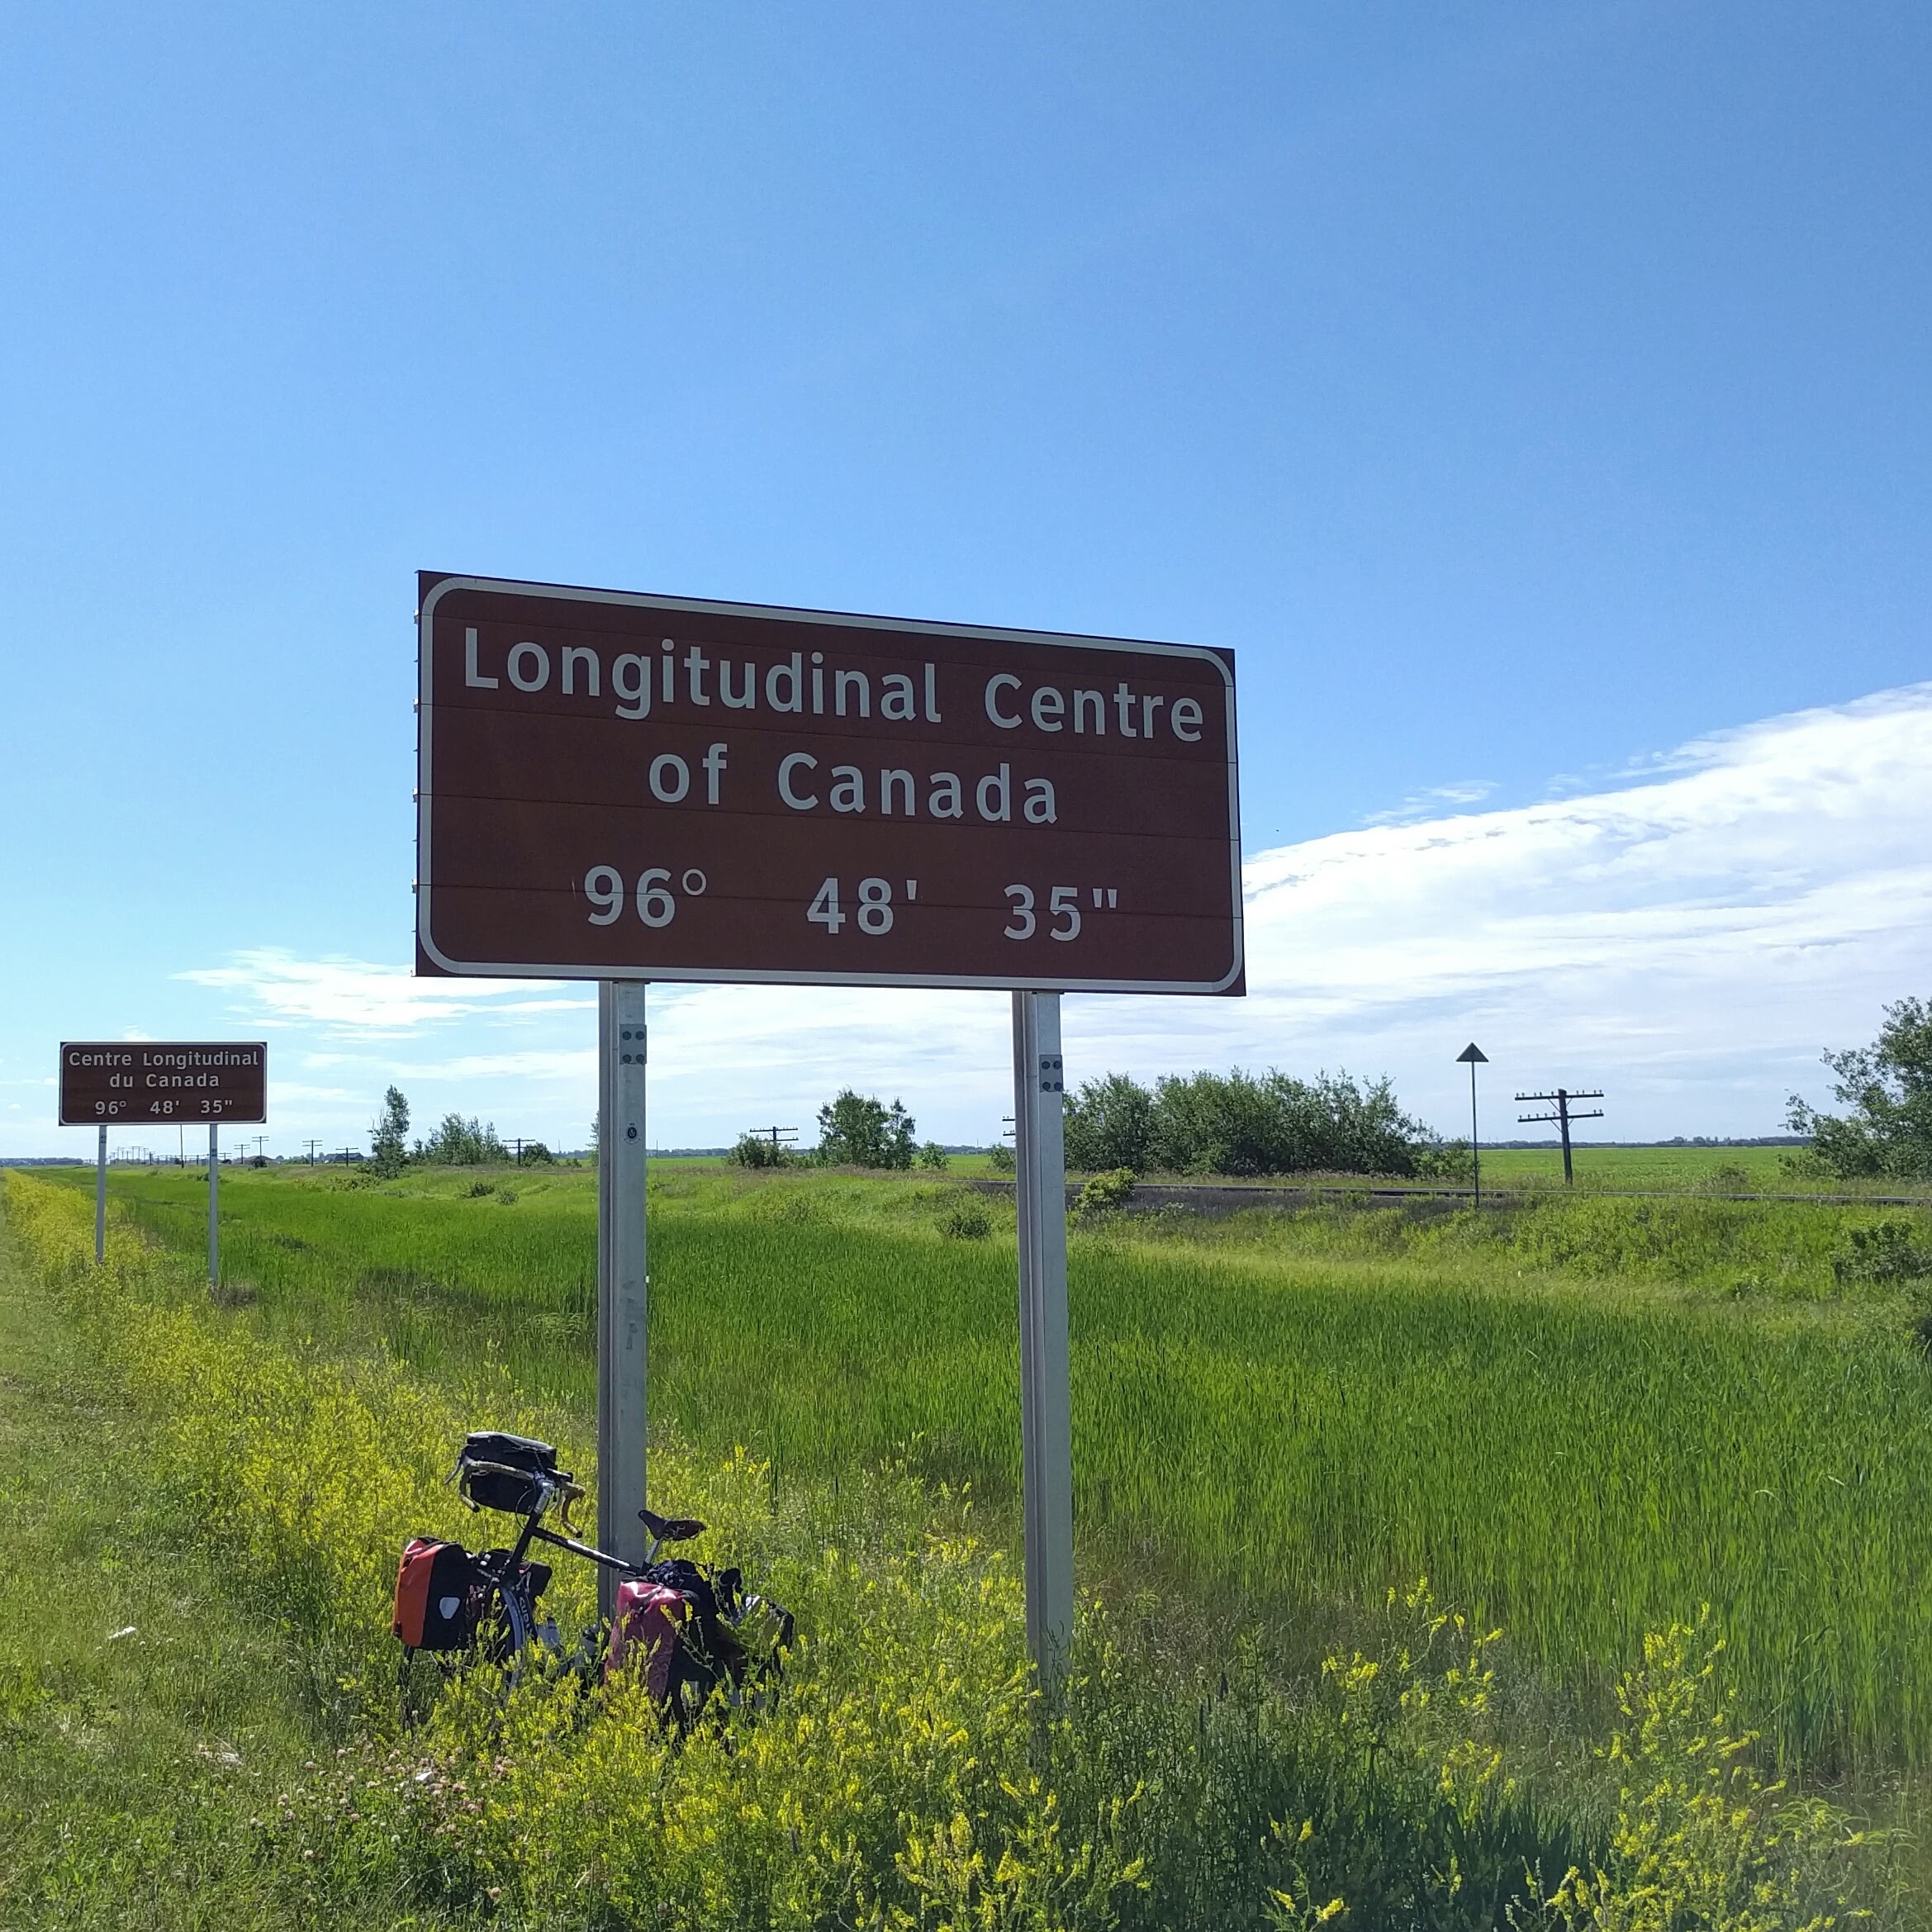 Longitudinal Centre
of Canada
96° 48' 35"
Centre Longitudinal
du Canada
96° 48' 35"